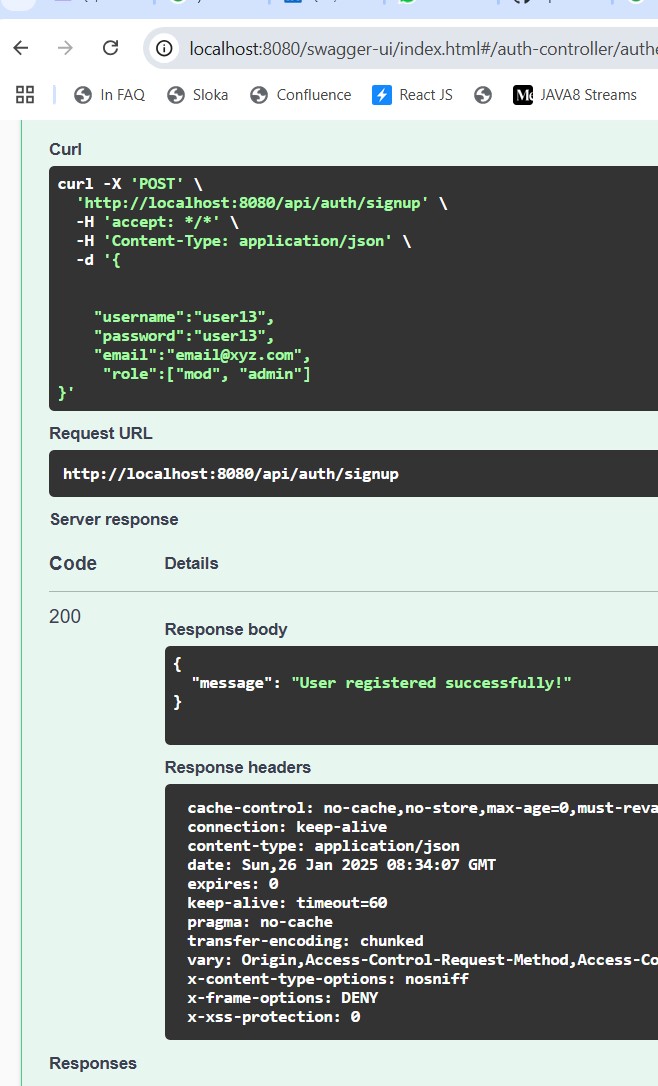 localhost:8080/swagger-ui/index.html#/auth-controller/authe
In FAQ Sloka Confluence React JS JAVA8 Streams
Curl
curl -X 'POST' \
'http://localhost:8080/api/auth/signup' \
-H 'accept: */*' \
-H 'Content-Type: application/json' \
-d '{
"username":"user13",
"password":"user13",
"email":"email@xyz.com",
"role":["mod", "admin"]
}'
Request URL
http://localhost:8080/api/auth/signup
Server response
Code Details
200
Response body
{
"message": "User registered successfully!"
}
Response headers
cache-control: no-cache,no-store,max-age=0,must-reva
connection: keep-alive
content-type: application/json
date: Sun,26 Jan 2025 08:34:07 GMT
expires: 0
keep-alive: timeout=60
pragma: no-cache
transfer-encoding: chunked
vary: Origin,Access-Control-Request-Method,Access-Co
x-content-type-options: nosniff
x-frame-options: DENY
x-xss-protection: 0
Responses